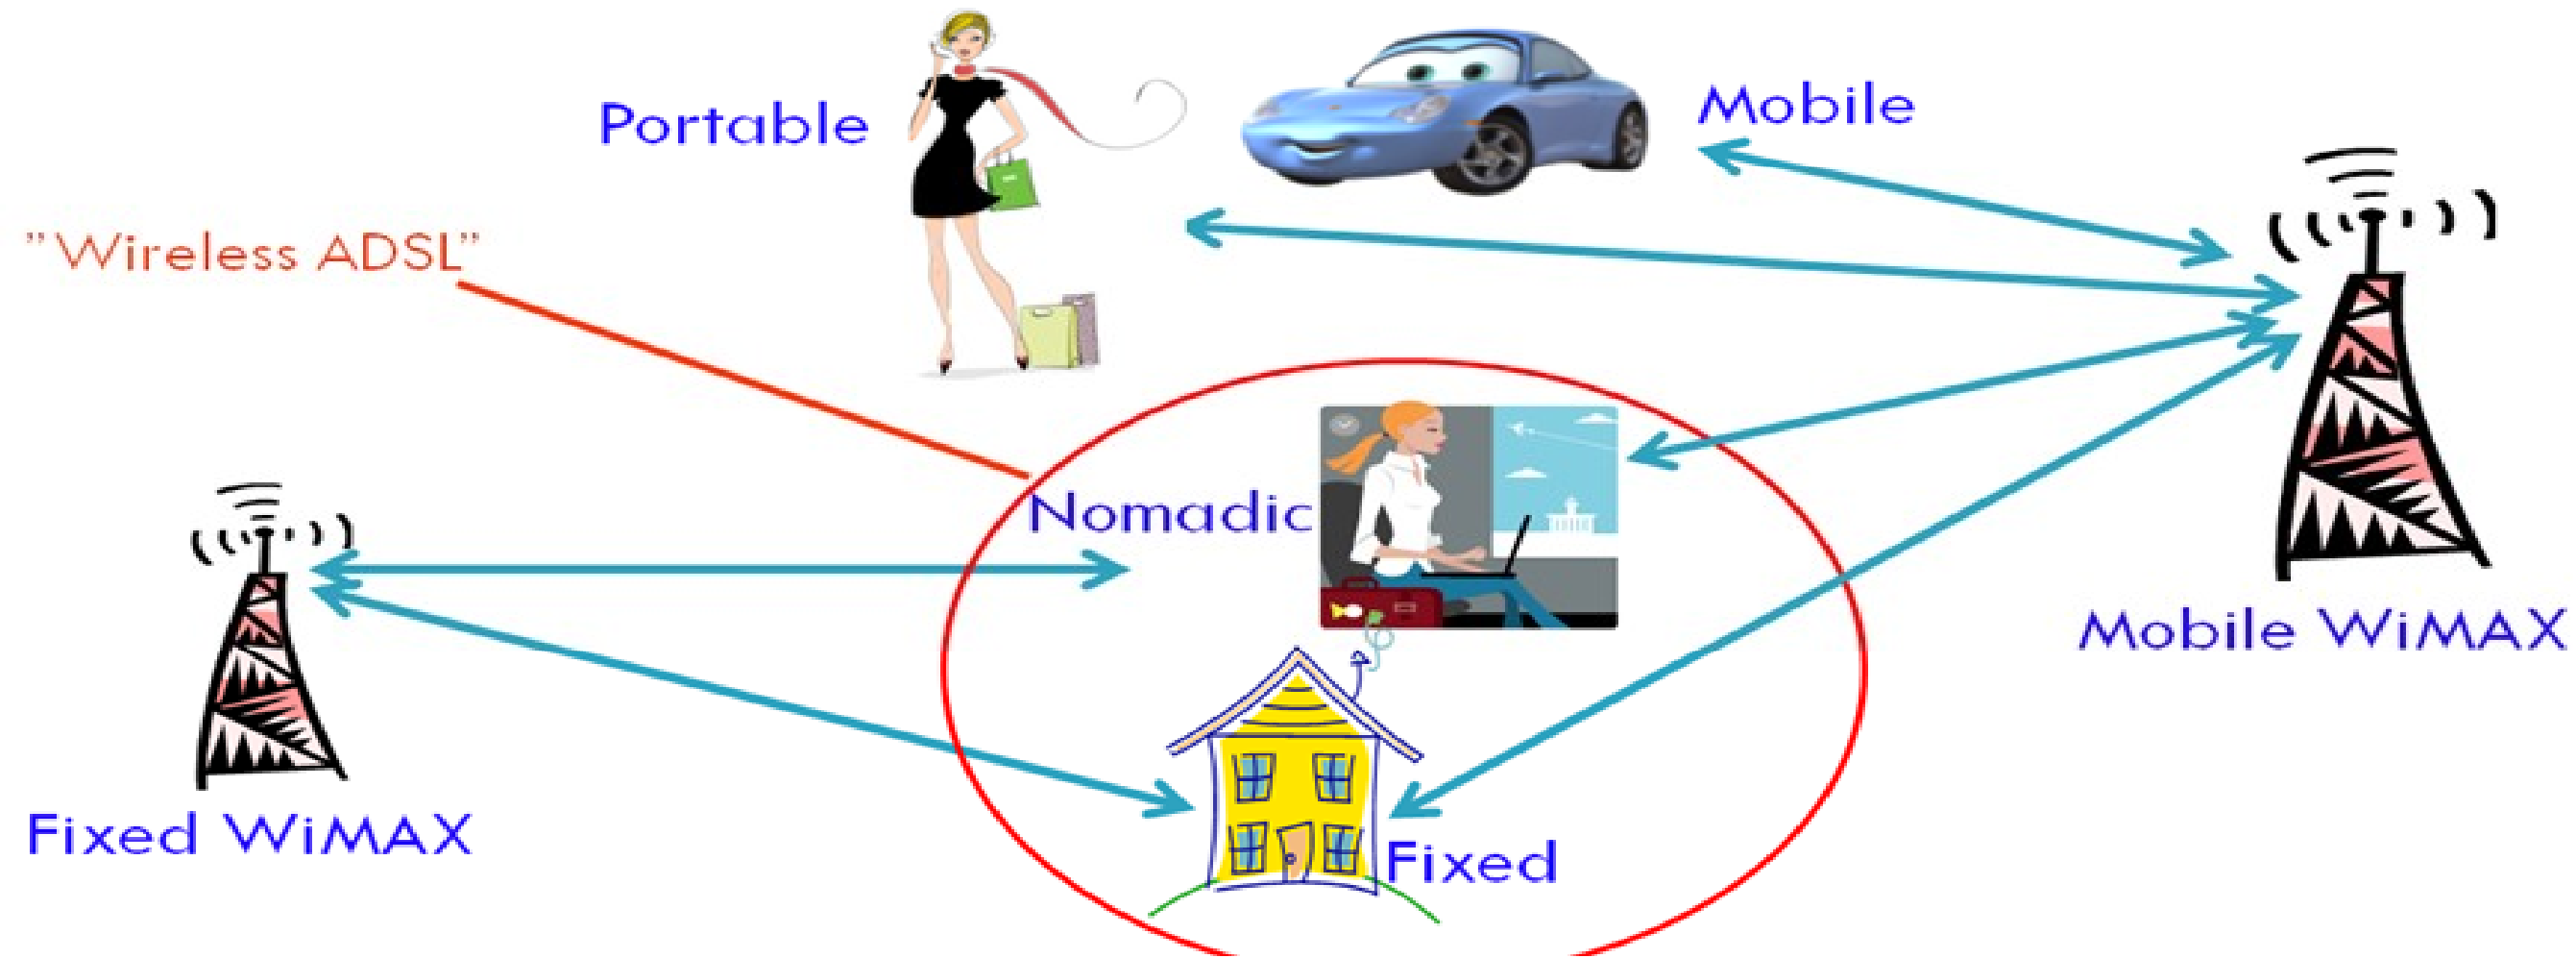 Portable
Mobile
”Wireless ADSL”
Nomadic
Mobile WiMAX
Fixed WiMAX
Fixed